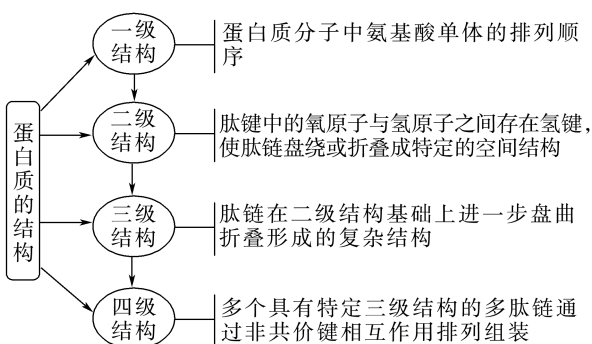 蛋白质的结构
一级
结构
蛋白质分子中氨基酸单体的排列顺
序
二级
结构
肽键中的氧原子与氢原子之间存在氢键，
使肽链盘绕或折叠成特定的空间结构
三级
结构
肽链在二级结构基础上进一步盘曲
折叠形成的复杂结构
四级
结构
多个具有特定三级结构的多肽链通
过非共价键相互作用排列组装